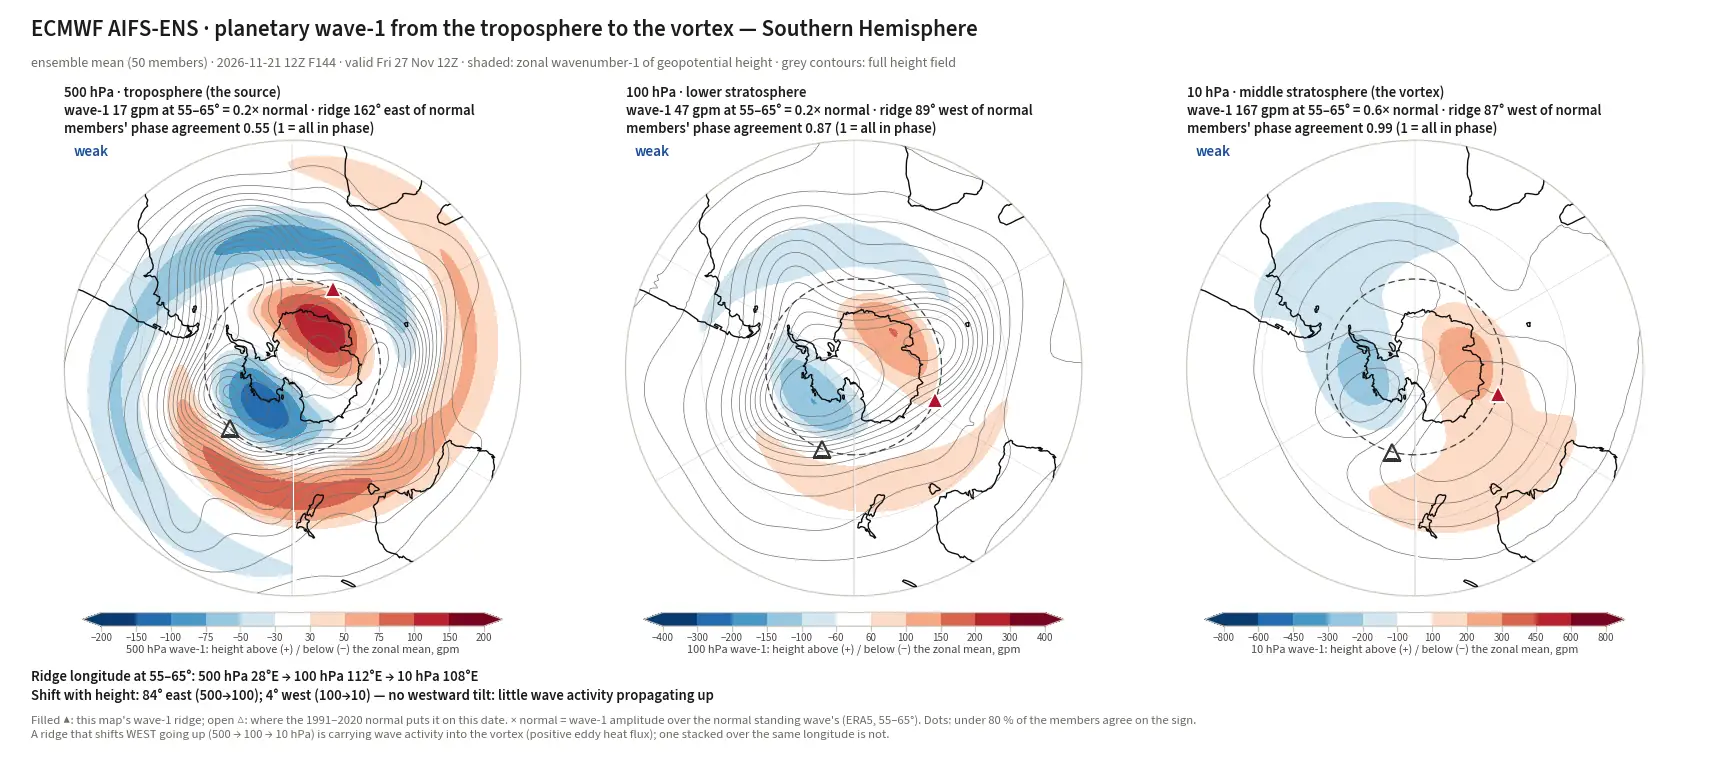 ECMWF AIFS-ENS · planetary wave-1 from the troposphere to the vortex — Southern Hemisphere
ensemble mean (50 members) · 2026-11-21 12Z F144 · valid Fri 27 Nov 12Z · shaded: zonal wavenumber-1 of geopotential height · grey contours: full height field
500 hPa · troposphere (the source)
wave-1 17 gpm at 55–65° = 0.2× normal · ridge 162° east of normal
members' phase agreement 0.55 (1 = all in phase)
weak
100 hPa · lower stratosphere
wave-1 47 gpm at 55–65° = 0.2× normal · ridge 89° west of normal
members' phase agreement 0.87 (1 = all in phase)
weak
10 hPa · middle stratosphere (the vortex)
wave-1 167 gpm at 55–65° = 0.6× normal · ridge 87° west of normal
members' phase agreement 0.99 (1 = all in phase)
weak
−200 −150 −100 −75 −50 −30 30 50 75 100 150 200
500 hPa wave-1: height above (+) / below (−) the zonal mean, gpm
−400 −300 −200 −150 −100 −60 60 100 150 200 300 400
100 hPa wave-1: height above (+) / below (−) the zonal mean, gpm
−800 −600 −450 −300 −200 −100 100 200 300 450 600 800
10 hPa wave-1: height above (+) / below (−) the zonal mean, gpm
Ridge longitude at 55–65°: 500 hPa 28°E → 100 hPa 112°E → 10 hPa 108°E
Shift with height: 84° east (500→100); 4° west (100→10) — no westward tilt: little wave activity propagating up
Filled ▲: this map's wave-1 ridge; open △: where the 1991–2020 normal puts it on this date. × normal = wave-1 amplitude over the normal standing wave's (ERA5, 55–65°). Dots: under 80 % of the members agree on the sign.
A ridge that shifts WEST going up (500 → 100 → 10 hPa) is carrying wave activity into the vortex (positive eddy heat flux); one stacked over the same longitude is not.